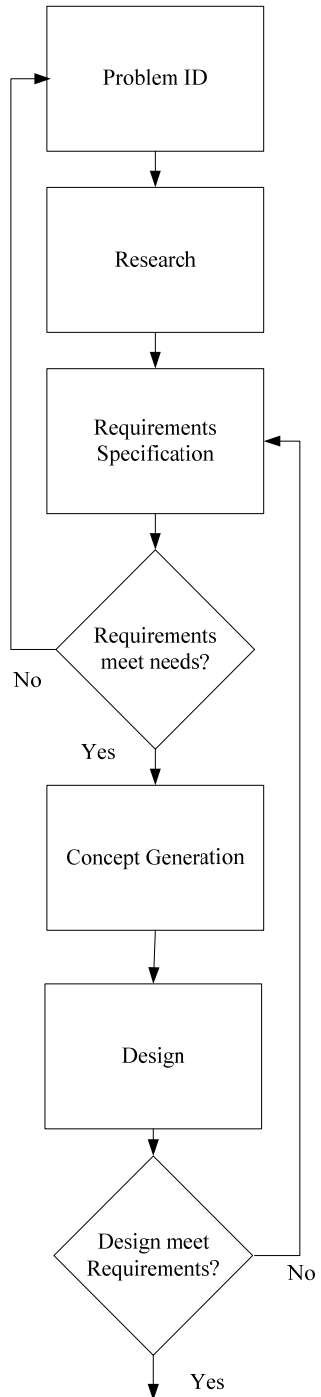 Problem ID
Research
Requirements
Specification
Requirements
meet needs?
No
Yes
Concept Generation
Design
Design meet
Requirements?
No
Yes